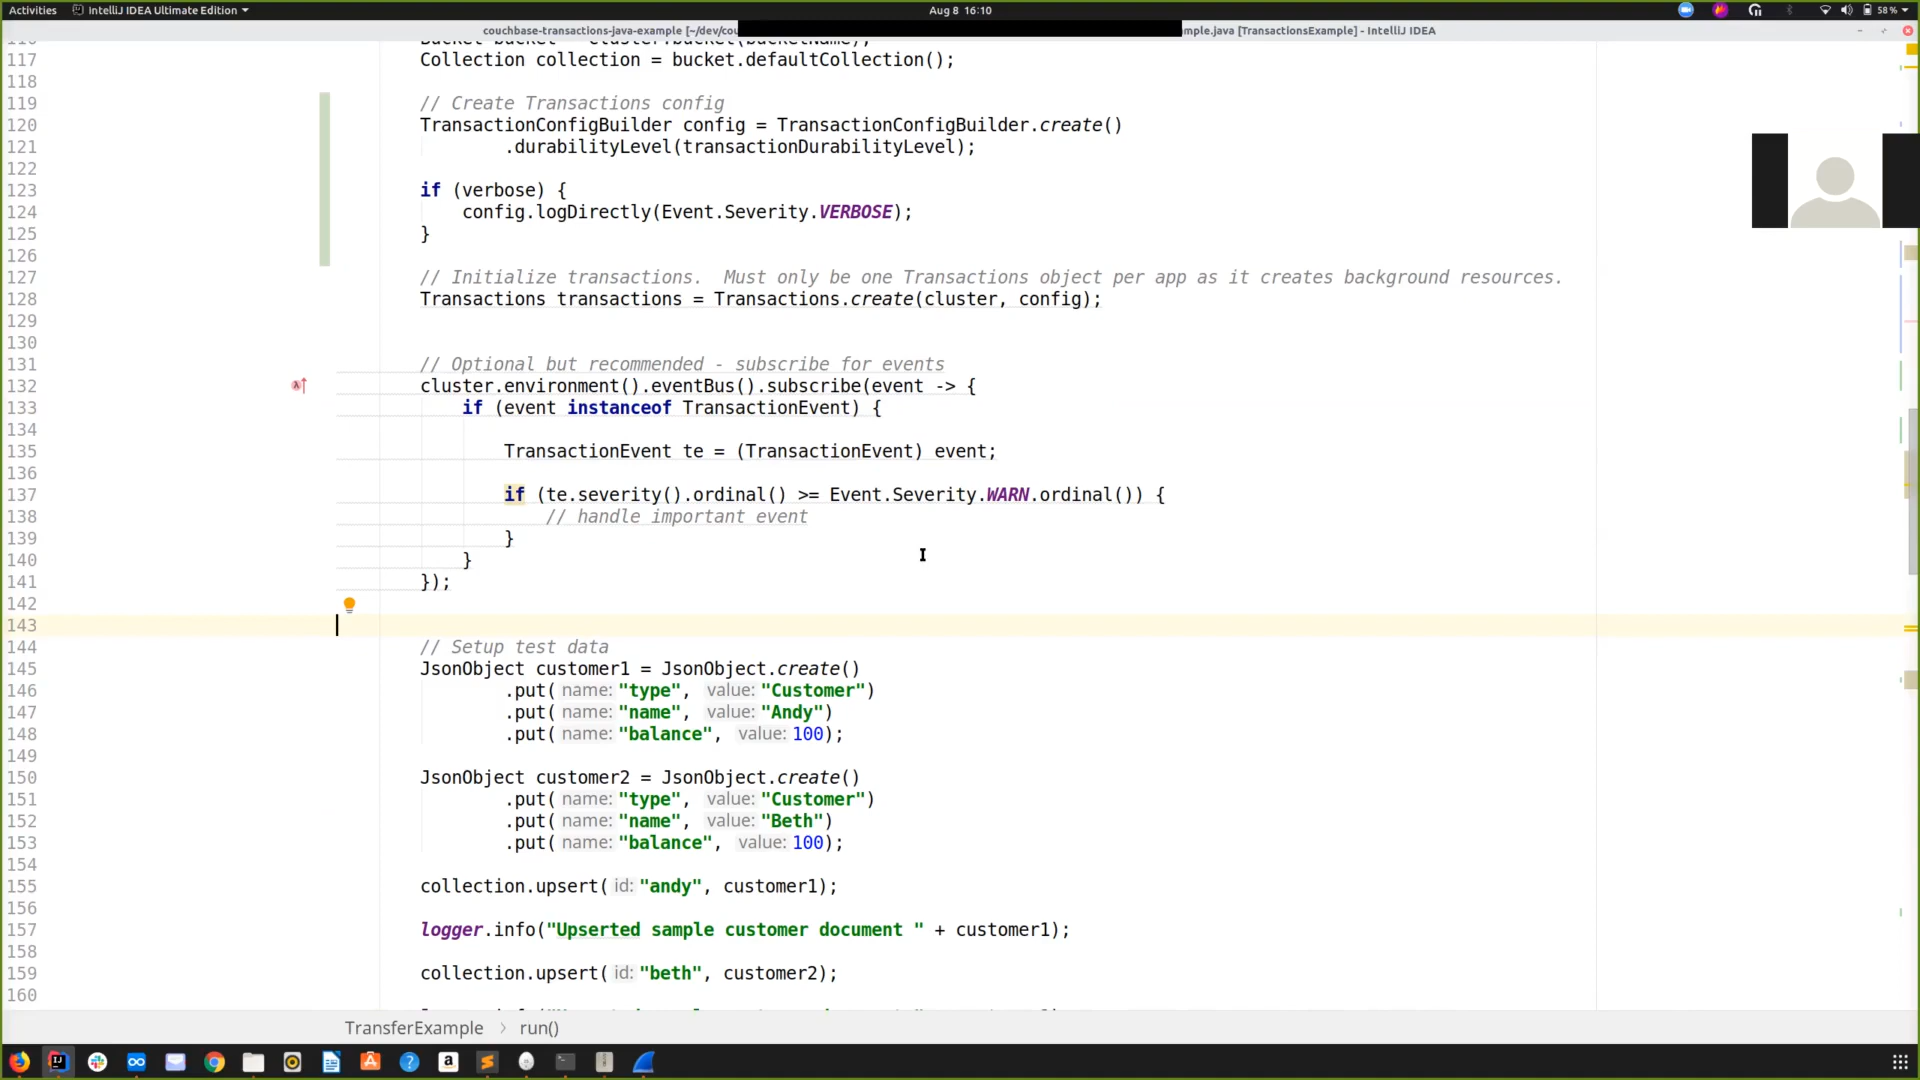 Activities IntelliJ IDEA Ultimate Edition Aug 8 16:10 58 %
couchbase-transactions-java-example [~/dev/cou mple.java [TransactionsExample] - IntelliJ IDEA
117 Collection collection = bucket.defaultCollection();
118
119 // Create Transactions config
120 TransactionConfigBuilder config = TransactionConfigBuilder.create()
121 .durabilityLevel(transactionDurabilityLevel);
122
123 if (verbose) {
124 config.logDirectly(Event.Severity.VERBOSE);
125 }
126
127 // Initialize transactions. Must only be one Transactions object per app as it creates background resources.
128 Transactions transactions = Transactions.create(cluster, config);
129
130
131 // Optional but recommended - subscribe for events
132 cluster.environment().eventBus().subscribe(event -> {
133 if (event instanceof TransactionEvent) {
134
135 TransactionEvent te = (TransactionEvent) event;
136
137 if (te.severity().ordinal() >= Event.Severity.WARN.ordinal()) {
138 // handle important event
139 }
140 }
141 });
142
143
144 // Setup test data
145 JsonObject customer1 = JsonObject.create()
146 .put( name: "type", value: "Customer")
147 .put( name: "name", value: "Andy")
148 .put( name: "balance", value: 100);
149
150 JsonObject customer2 = JsonObject.create()
151 .put( name: "type", value: "Customer")
152 .put( name: "name", value: "Beth")
153 .put( name: "balance", value: 100);
154
155 collection.upsert( id: "andy", customer1);
156
157 logger.info("Upserted sample customer document " + customer1);
158
159 collection.upsert( id: "beth", customer2);
160
TransferExample › run()